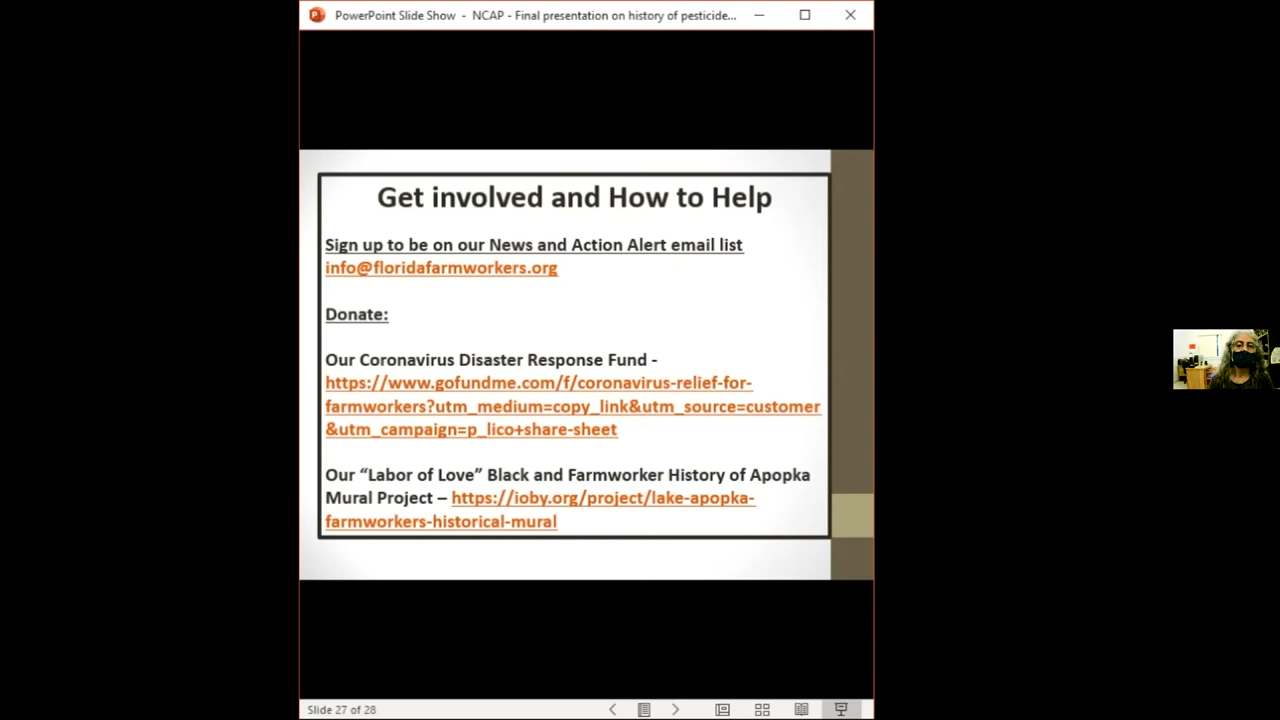 PowerPoint Slide Show - NCAP - Final presentation on history of pesticide...
Get involved and How to Help
Sign up to be on our News and Action Alert email list
info@floridafarmworkers.org
Donate:
Our Coronavirus Disaster Response Fund -
https://www.gofundme.com/f/coronavirus-relief-for-
farmworkers?utm_medium=copy_link&utm_source=customer
&utm_campaign=p_lico+share-sheet
Our “Labor of Love” Black and Farmworker History of Apopka
Mural Project – https://ioby.org/project/lake-apopka-
farmworkers-historical-mural
Slide 27 of 28